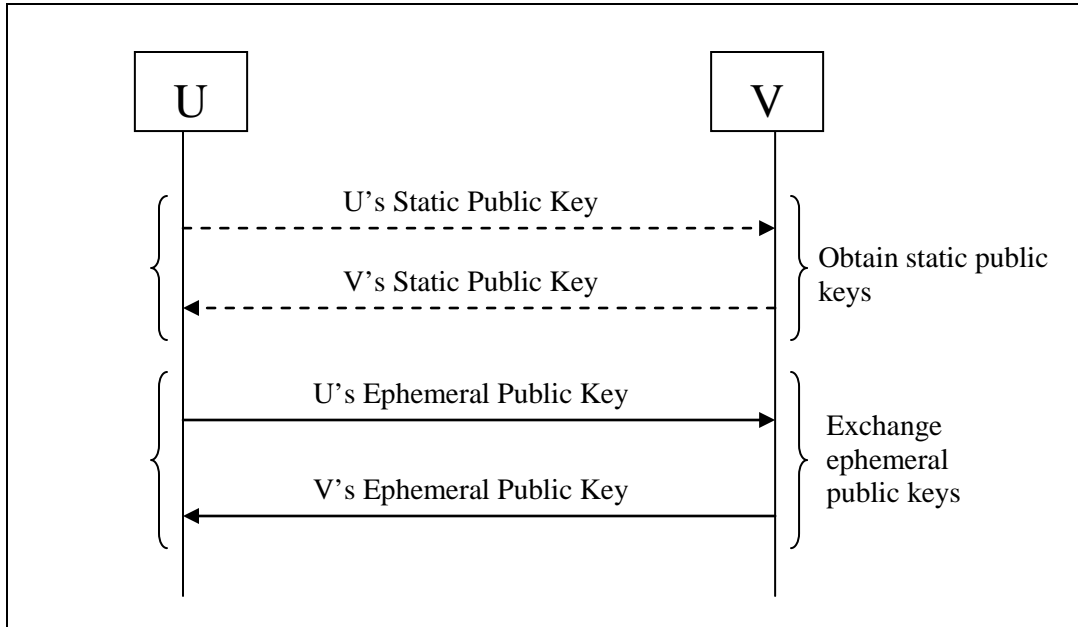 U
V
U's Static Public Key
V's Static Public Key
Obtain static public
keys
U's Ephemeral Public Key
V's Ephemeral Public Key
Exchange
ephemeral
public keys